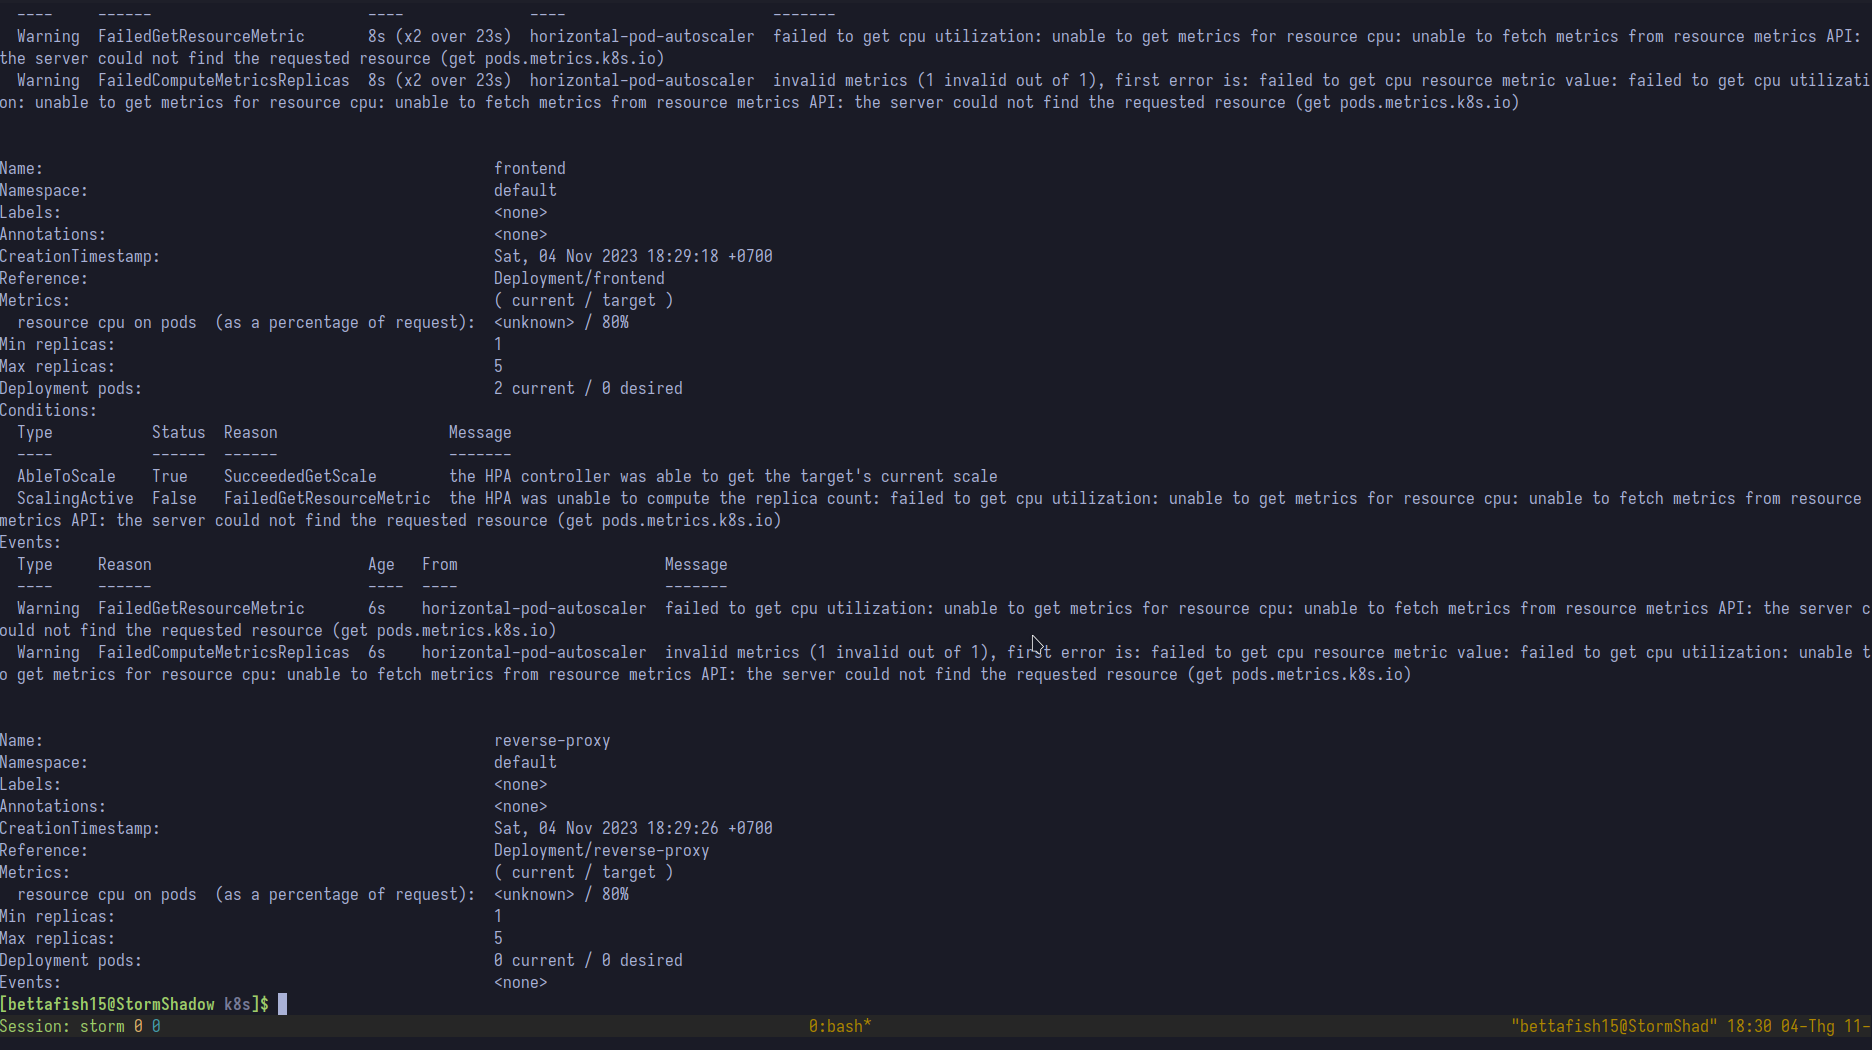 ----     ------                        ----               ----                       -------
  Warning  FailedGetResourceMetric       8s (x2 over 23s)  horizontal-pod-autoscaler  failed to get cpu utilization: unable to get metrics for resource cpu: unable to fetch metrics from resource metrics API:
the server could not find the requested resource (get pods.metrics.k8s.io)
  Warning  FailedComputeMetricsReplicas  8s (x2 over 23s)  horizontal-pod-autoscaler  invalid metrics (1 invalid out of 1), first error is: failed to get cpu resource metric value: failed to get cpu utilizati
on: unable to get metrics for resource cpu: unable to fetch metrics from resource metrics API: the server could not find the requested resource (get pods.metrics.k8s.io)
Name:                                                  frontend
Namespace:                                             default
Labels:                                                <none>
Annotations:                                           <none>
CreationTimestamp:                                     Sat, 04 Nov 2023 18:29:18 +0700
Reference:                                             Deployment/frontend
Metrics:                                               ( current / target )
  resource cpu on pods  (as a percentage of request):  <unknown> / 80%
Min replicas:                                          1
Max replicas:                                          5
Deployment pods:                                       2 current / 0 desired
Conditions:
  Type           Status  Reason                   Message
  ----           ------  ------                   -------
  AbleToScale    True    SucceededGetScale        the HPA controller was able to get the target's current scale
  ScalingActive  False   FailedGetResourceMetric  the HPA was unable to compute the replica count: failed to get cpu utilization: unable to get metrics for resource cpu: unable to fetch metrics from resource
metrics API: the server could not find the requested resource (get pods.metrics.k8s.io)
Events:
  Type     Reason                        Age   From                       Message
  ----     ------                        ----  ----                       -------
  Warning  FailedGetResourceMetric       6s    horizontal-pod-autoscaler  failed to get cpu utilization: unable to get metrics for resource cpu: unable to fetch metrics from resource metrics API: the server c
ould not find the requested resource (get pods.metrics.k8s.io)
  Warning  FailedComputeMetricsReplicas  6s    horizontal-pod-autoscaler  invalid metrics (1 invalid out of 1), first error is: failed to get cpu resource metric value: failed to get cpu utilization: unable t
o get metrics for resource cpu: unable to fetch metrics from resource metrics API: the server could not find the requested resource (get pods.metrics.k8s.io)
Name:                                                  reverse-proxy
Namespace:                                             default
Labels:                                                <none>
Annotations:                                           <none>
CreationTimestamp:                                     Sat, 04 Nov 2023 18:29:26 +0700
Reference:                                             Deployment/reverse-proxy
Metrics:                                               ( current / target )
  resource cpu on pods  (as a percentage of request):  <unknown> / 80%
Min replicas:                                          1
Max replicas:                                          5
Deployment pods:                                       0 current / 0 desired
Events:                                                <none>
[bettafish15@StormShadow k8s]$
Session: storm 0 0    0:bash*    "bettafish15@StormShad" 18:30 04-Thg 11-